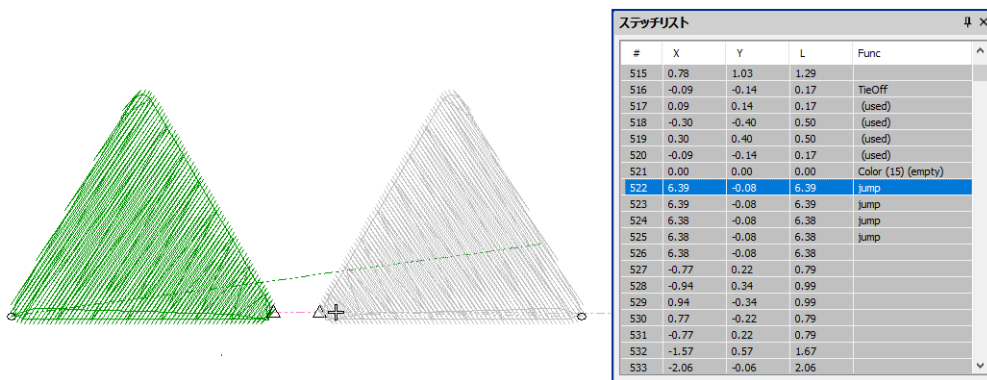 ステッチリスト
# X Y L Func
515 0.78 1.03 1.29
516 -0.09 -0.14 0.17 TieOff
517 0.09 0.14 0.17 (used)
518 -0.30 -0.40 0.50 (used)
519 0.30 0.40 0.50 (used)
520 -0.09 -0.14 0.17 (used)
521 0.00 0.00 0.00 Color (15) (empty)
522 6.39 -0.08 6.39 jump
523 6.39 -0.08 6.39 jump
524 6.38 -0.08 6.38 jump
525 6.38 -0.08 6.38 jump
526 6.38 -0.08 6.38
527 -0.77 0.22 0.79
528 -0.94 0.34 0.99
529 0.94 -0.34 0.99
530 0.77 -0.22 0.79
531 -0.77 0.22 0.79
532 -1.57 0.57 1.67
533 -2.06 -0.06 2.06